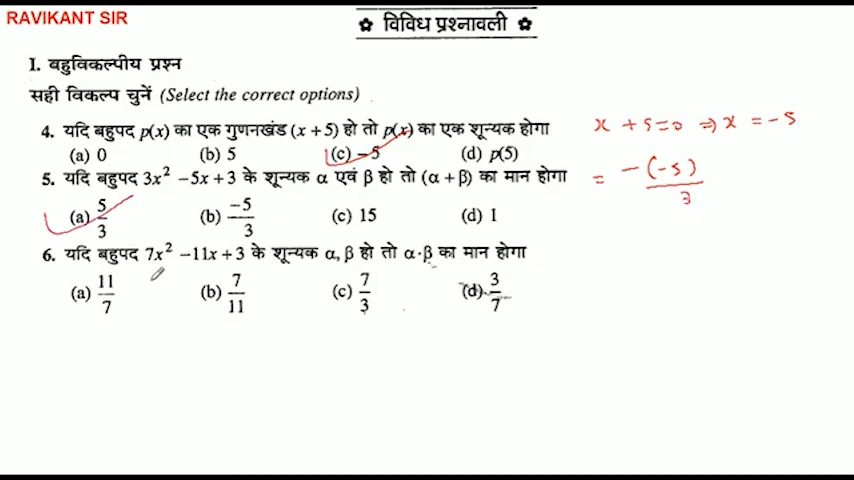 RAVIKANT SIR
✿ विविध प्रश्नावली ✿
I. बहुविकल्पीय प्रश्न
सही विकल्प चुनें (Select the correct options)
4. यदि बहुपद p(x) का एक गुणनखंड (x + 5) हो तो p(x) का एक शून्यक होगा
x + 5 = 0 ⇒ x = -5
(a) 0 (b) 5 (c) -5 (d) p(5)
5. यदि बहुपद 3x² - 5x + 3 के शून्यक α एवं β हो तो (α + β) का मान होगा
= -(-5)/3
(a) 5/3 (b) -5/3 (c) 15 (d) 1
6. यदि बहुपद 7x² - 11x + 3 के शून्यक α, β हो तो α·β का मान होगा
(a) 11/7 (b) 7/11 (c) 7/3 (d) 3/7